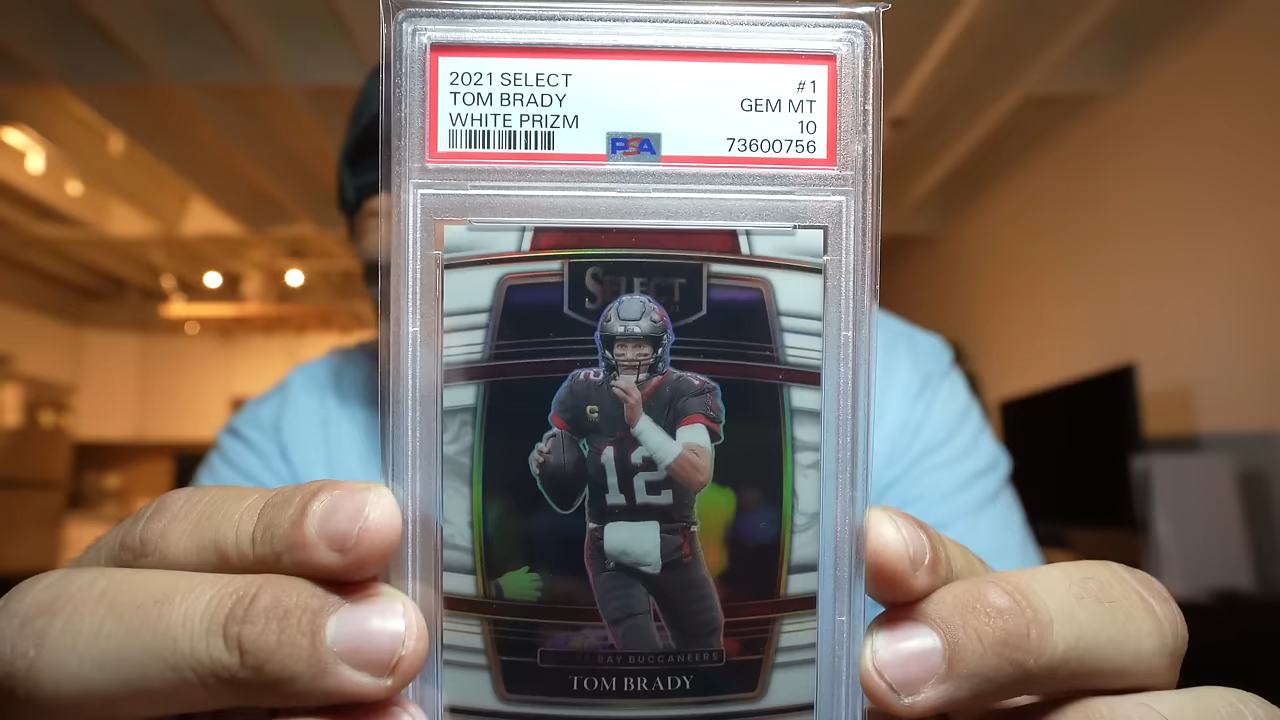 2021 SELECT
#1
TOM BRADY
GEM MT
WHITE PRIZM
10
PSA
73600756
SELECT
12
C
12
BAY BUCCANEERS
TOM BRADY